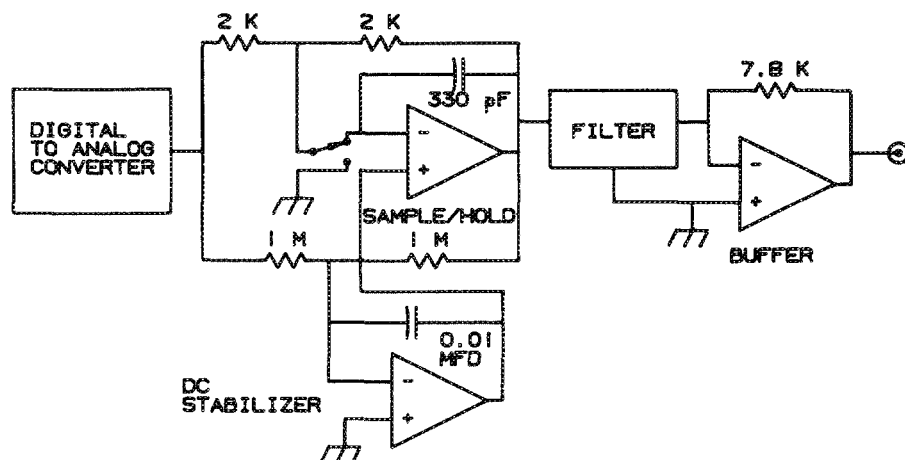 2 K
2 K
330 pF
7.8 K
DIGITAL
TO ANALOG
CONVERTER
FILTER
-
+
-
+
SAMPLE/HOLD
1 M
1 M
BUFFER
0.01
MFD
DC
STABILIZER
-
+